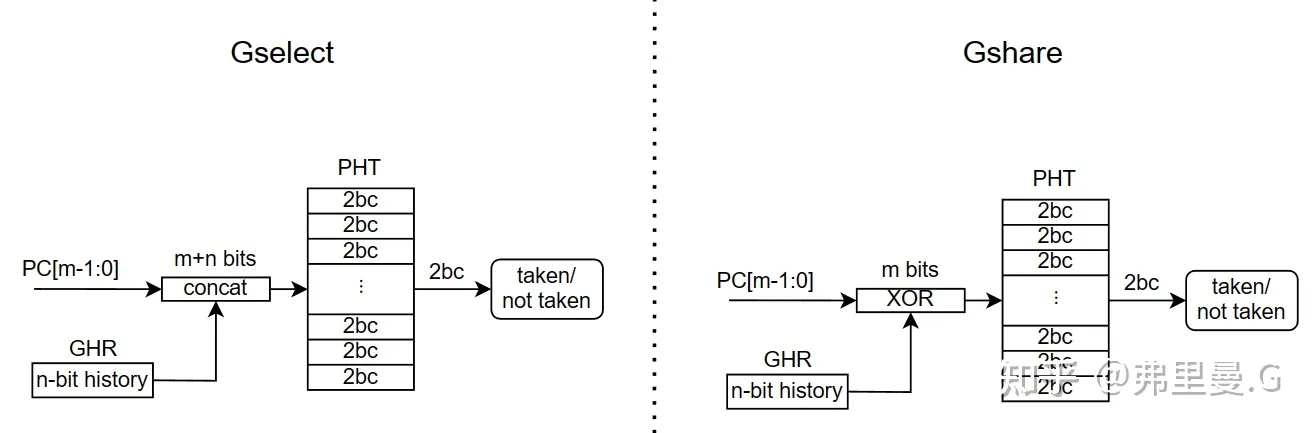 Gselect
PHT
2bc
2bc
2bc
⋮
2bc
2bc
2bc
PC[m-1:0]
m+n bits
concat
GHR
n-bit history
2bc
taken/
not taken
Gshare
PHT
2bc
2bc
2bc
⋮
2bc
2bc
2bc
PC[m-1:0]
m bits
XOR
GHR
n-bit history
2bc
taken/
not taken
知乎 @弗里曼.G